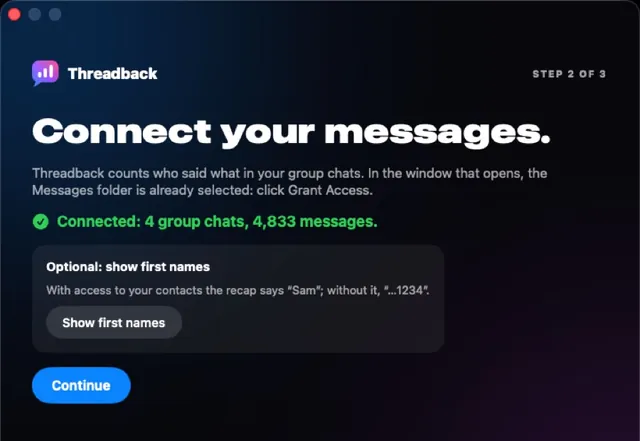 Threadback
STEP 2 OF 3
Connect your messages.
Threadback counts who said what in your group chats. In the window that opens, the
Messages folder is already selected: click Grant Access.
Connected: 4 group chats, 4,833 messages.
Optional: show first names
With access to your contacts the recap says “Sam”; without it, “…1234”.
Show first names
Continue